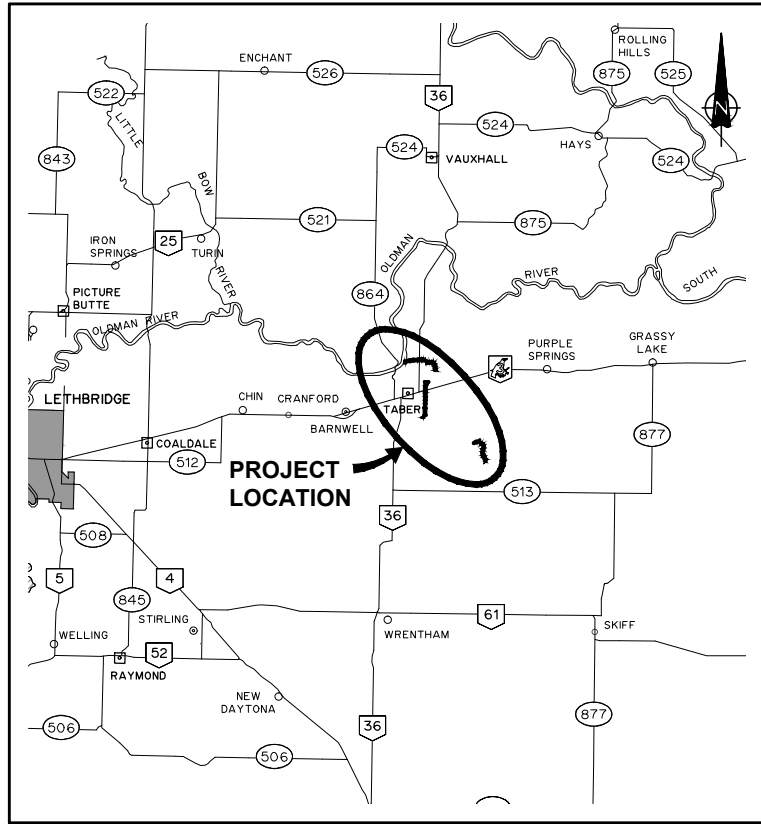 ROLLING
HILLS
ENCHANT
526
875
525
522
36
N
LITTLE
524
524
HAYS
843
524
VAUXHALL
524
BOW
521
875
OLDMAN
IRON
SPRINGS
25
TURIN
RIVER
RIVER
SOUTH
864
PICTURE
BUTTE
OLDMAN RIVER
PURPLE
SPRINGS
GRASSY
LAKE
LETHBRIDGE
CHIN
CRANFORD
TABER
BARNWELL
COALDALE
877
512
PROJECT
LOCATION
513
36
508
5
4
845
STIRLING
61
WELLING
WRENTHAM
SKIFF
52
RAYMOND
NEW
DAYTONA
877
506
36
506